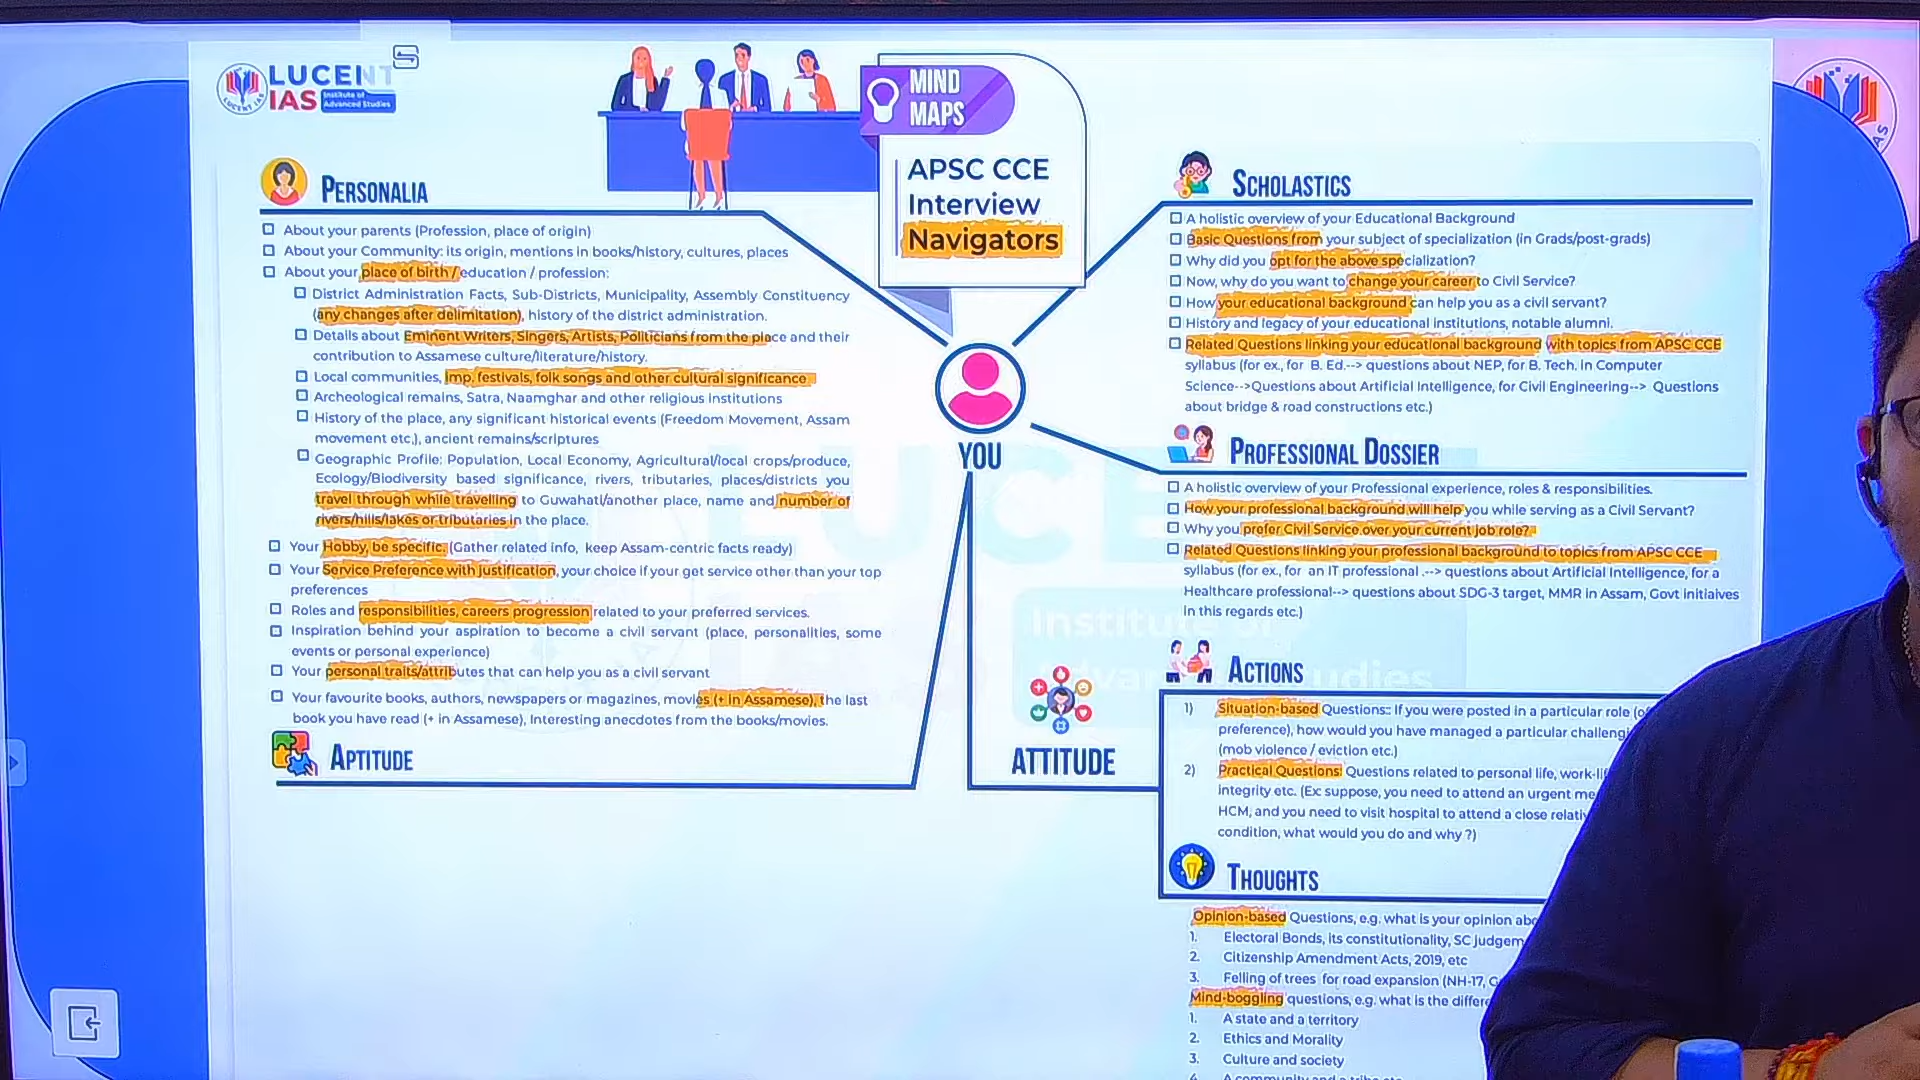 LUCENT
IAS
Institute of
Advanced Studies
MIND
MAPS
APSC CCE
Interview
Navigators
PERSONALIA
About your parents (Profession, place of origin)
About your Community: its origin, mentions in books/history, cultures, places
About your place of birth / education / profession:
District Administration Facts, Sub-Districts, Municipality, Assembly Constituency
(any changes after delimitation), history of the district administration.
Details about Eminent Writers, Singers, Artists, Politicians from the place and their
contribution to Assamese culture/literature/history.
Local communities, imp. festivals, folk songs and other cultural significance
Archeological remains, Satra, Naamghar and other religious institutions
History of the place, any significant historical events (Freedom Movement, Assam
movement etc.), ancient remains/scriptures
Geographic Profile: Population, Local Economy, Agricultural/local crops/produce,
Ecology/Biodiversity based significance, rivers, tributaries, places/districts you
travel through while travelling to Guwahati/another place, name and number of
rivers/hills/lakes or tributaries in the place.
Your Hobby, be specific. (Gather related info, keep Assam-centric facts ready)
Your Service Preference with justification, your choice if your get service other than your top
preferences
Roles and responsibilities, careers progression related to your preferred services.
Inspiration behind your aspiration to become a civil servant (place, personalities, some
events or personal experience)
Your personal traits/attributes that can help you as a civil servant
Your favourite books, authors, newspapers or magazines, movies (+ in Assamese), the last
book you have read (+ in Assamese), Interesting anecdotes from the books/movies.
APTITUDE
YOU
ATTITUDE
SCHOLASTICS
A holistic overview of your Educational Background
Basic Questions from your subject of specialization (in Grads/post-grads)
Why did you opt for the above specialization?
Now, why do you want to change your career to Civil Service?
How your educational background can help you as a civil servant?
History and legacy of your educational institutions, notable alumni.
Related Questions linking your educational background with topics from APSC CCE
syllabus (for ex., for B. Ed.--> questions about NEP, for B. Tech. in Computer
Science-->Questions about Artificial Intelligence, for Civil Engineering--> Questions
about bridge & road constructions etc.)
PROFESSIONAL DOSSIER
A holistic overview of your Professional experience, roles & responsibilities.
How your professional background will help you while serving as a Civil Servant?
Why you prefer Civil Service over your current job role?
Related Questions linking your professional background to topics from APSC CCE
syllabus (for ex., for an IT professional .--> questions about Artificial Intelligence, for a
Healthcare professional--> questions about SDG-3 target, MMR in Assam, Govt initiaives
in this regards etc.)
Institute of
Advanced Studies
ACTIONS
1) Situation-based Questions: If you were posted in a particular role
preference), how would you have managed a particular
(mob violence / eviction etc.)
2) Practical Questions: Questions related to personal life,
integrity etc. (Ex: suppose, you need to attend an urgent
HCM, and you need to visit hospital to attend a close
condition, what would you do and why ?)
THOUGHTS
Opinion-based Questions, e.g. what is your opinion
1. Electoral Bonds, its constitutionality, SC
2. Citizenship Amendment Acts, 2019, etc
3. Felling of trees for road expansion (NH-17,
Mind-boggling questions, e.g. what is the
1. A state and a territory
2. Ethics and Morality
3. Culture and society